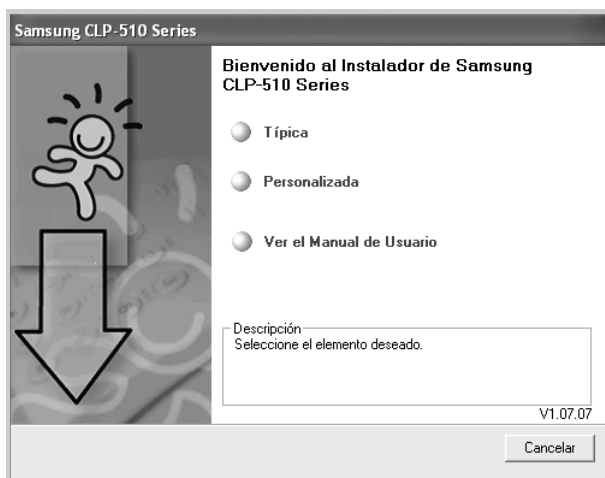 Samsung CLP-510 Series
Bienvenido al Instalador de Samsung
CLP-510 Series
Típica
Personalizada
Ver el Manual de Usuario
Descripción
Seleccione el elemento deseado.
V1.07.07
Cancelar